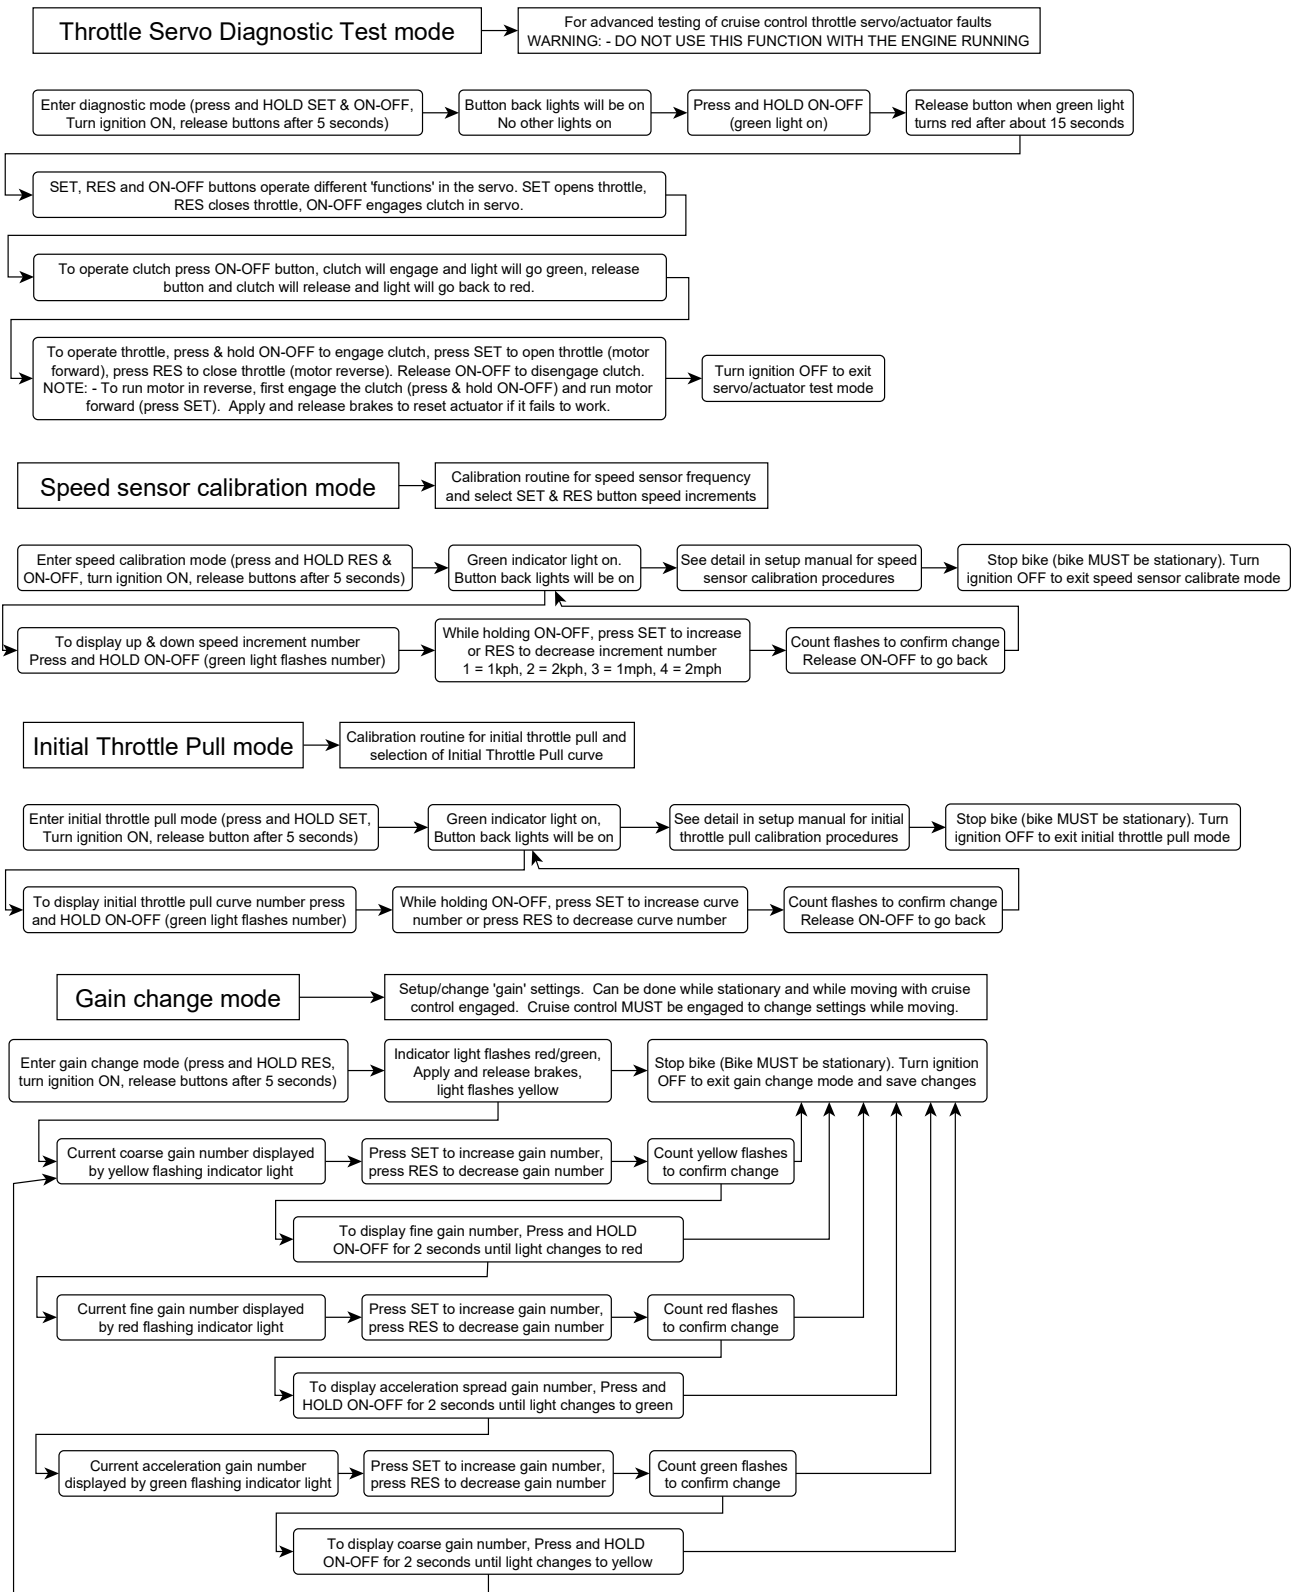 Throttle Servo Diagnostic Test mode
For advanced testing of cruise control throttle servo/actuator faults
WARNING: - DO NOT USE THIS FUNCTION WITH THE ENGINE RUNNING
Enter diagnostic mode (press and HOLD SET & ON-OFF,
Turn ignition ON, release buttons after 5 seconds)
Button back lights will be on
No other lights on
Press and HOLD ON-OFF
(green light on)
Release button when green light
turns red after about 15 seconds
SET, RES and ON-OFF buttons operate different 'functions' in the servo. SET opens throttle,
RES closes throttle, ON-OFF engages clutch in servo.
To operate clutch press ON-OFF button, clutch will engage and light will go green, release
button and clutch will release and light will go back to red.
To operate throttle, press & hold ON-OFF to engage clutch, press SET to open throttle (motor
forward), press RES to close throttle (motor reverse). Release ON-OFF to disengage clutch.
NOTE: - To run motor in reverse, first engage the clutch (press & hold ON-OFF) and run motor
forward (press SET).  Apply and release brakes to reset actuator if it fails to work.
Turn ignition OFF to exit
servo/actuator test mode
Speed sensor calibration mode
Calibration routine for speed sensor frequency
and select SET & RES button speed increments
Enter speed calibration mode (press and HOLD RES &
ON-OFF, turn ignition ON, release buttons after 5 seconds)
Green indicator light on.
Button back lights will be on
See detail in setup manual for speed
sensor calibration procedures
Stop bike (bike MUST be stationary). Turn
ignition OFF to exit speed sensor calibrate mode
To display up & down speed increment number
Press and HOLD ON-OFF (green light flashes number)
While holding ON-OFF, press SET to increase
or RES to decrease increment number
1 = 1kph, 2 = 2kph, 3 = 1mph, 4 = 2mph
Count flashes to confirm change
Release ON-OFF to go back
Initial Throttle Pull mode
Calibration routine for initial throttle pull and
selection of Initial Throttle Pull curve
Enter initial throttle pull mode (press and HOLD SET,
Turn ignition ON, release button after 5 seconds)
Green indicator light on,
Button back lights will be on
See detail in setup manual for initial
throttle pull calibration procedures
Stop bike (bike MUST be stationary). Turn
ignition OFF to exit initial throttle pull mode
To display initial throttle pull curve number press
and HOLD ON-OFF (green light flashes number)
While holding ON-OFF, press SET to increase curve
number or press RES to decrease curve number
Count flashes to confirm change
Release ON-OFF to go back
Gain change mode
Setup/change 'gain' settings.  Can be done while stationary and while moving with cruise
control engaged.  Cruise control MUST be engaged to change settings while moving.
Enter gain change mode (press and HOLD RES,
turn ignition ON, release buttons after 5 seconds)
Indicator light flashes red/green,
Apply and release brakes,
light flashes yellow
Stop bike (Bike MUST be stationary). Turn ignition
OFF to exit gain change mode and save changes
Current coarse gain number displayed
by yellow flashing indicator light
Press SET to increase gain number,
press RES to decrease gain number
Count yellow flashes
to confirm change
To display fine gain number, Press and HOLD
ON-OFF for 2 seconds until light changes to red
Current fine gain number displayed
by red flashing indicator light
Press SET to increase gain number,
press RES to decrease gain number
Count red flashes
to confirm change
To display acceleration spread gain number, Press and
HOLD ON-OFF for 2 seconds until light changes to green
Current acceleration gain number
displayed by green flashing indicator light
Press SET to increase gain number,
press RES to decrease gain number
Count green flashes
to confirm change
To display coarse gain number, Press and HOLD
ON-OFF for 2 seconds until light changes to yellow